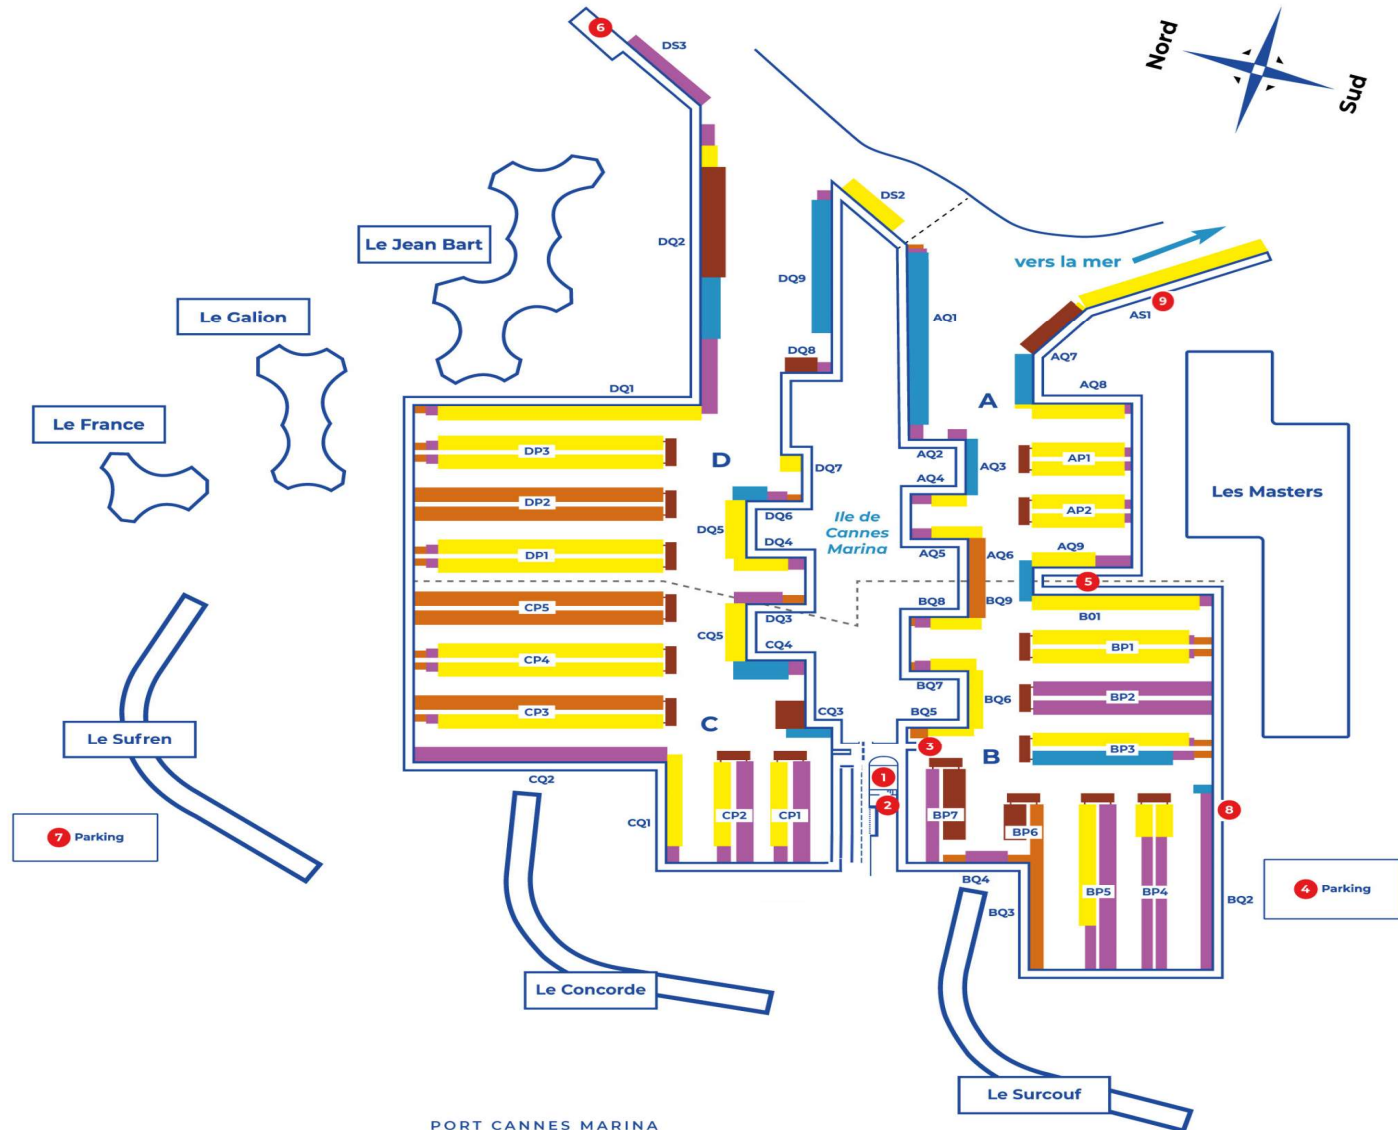 6
DS3
Nord
Sud
DS2
Le Jean Bart
DQ2
DQ9
vers la mer
9
AS1
Le Galion
AQ1
DQ8
AQ7
DQ1
AQ8
A
Le France
DP3
D
DQ7
AQ2
AQ3
AP1
AQ4
DP2
DQ6
Ile de
Cannes
Marina
AP2
Les Masters
DQ5
DQ4
DP1
AQ5
AQ6
AQ9
5
CP5
BQ8
BQ9
B01
DQ3
CQ5
CQ4
CP4
BP1
BQ7
BQ6
BP2
CP3
C
CQ3
BQ5
Le Sufren
3
B
BP3
CQ2
1
2
8
CQ1
CP2
CP1
BP7
BP6
7 Parking
BQ4
BP5
BP4
BQ3
BQ2
4 Parking
Le Concorde
Le Surcouf
PORT CANNES MARINA